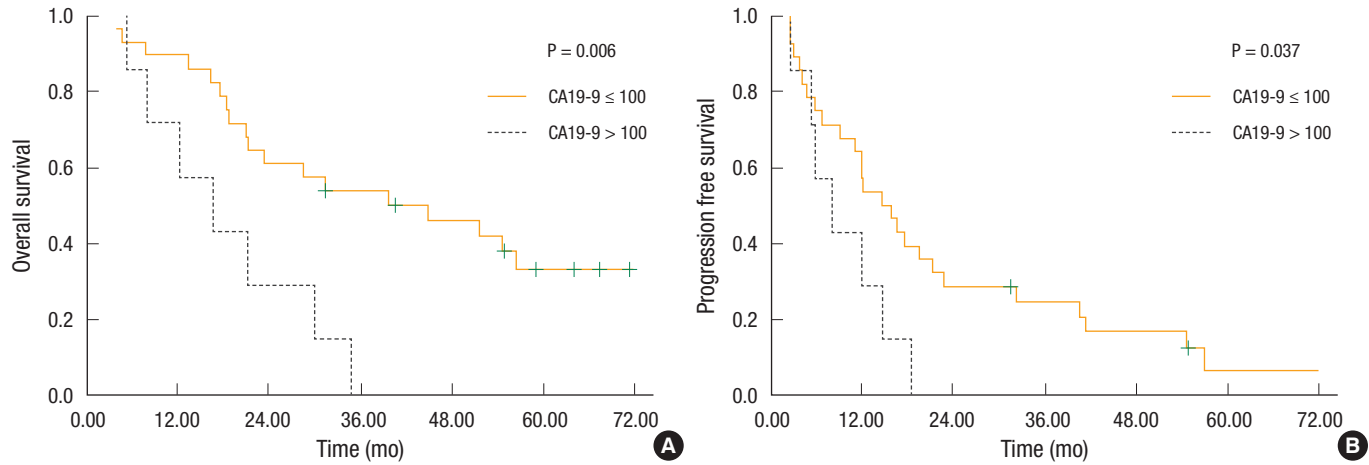 Overall survival
1.0
0.8
0.6
0.4
0.2
0.0
P = 0.006
CA19-9 ≤ 100
CA19-9 > 100
0.00 12.00 24.00 36.00 48.00 60.00 72.00
Time (mo)
A
Progression free survival
1.0
0.8
0.6
0.4
0.2
0.0
P = 0.037
CA19-9 ≤ 100
CA19-9 > 100
0.00 12.00 24.00 36.00 48.00 60.00 72.00
Time (mo)
B